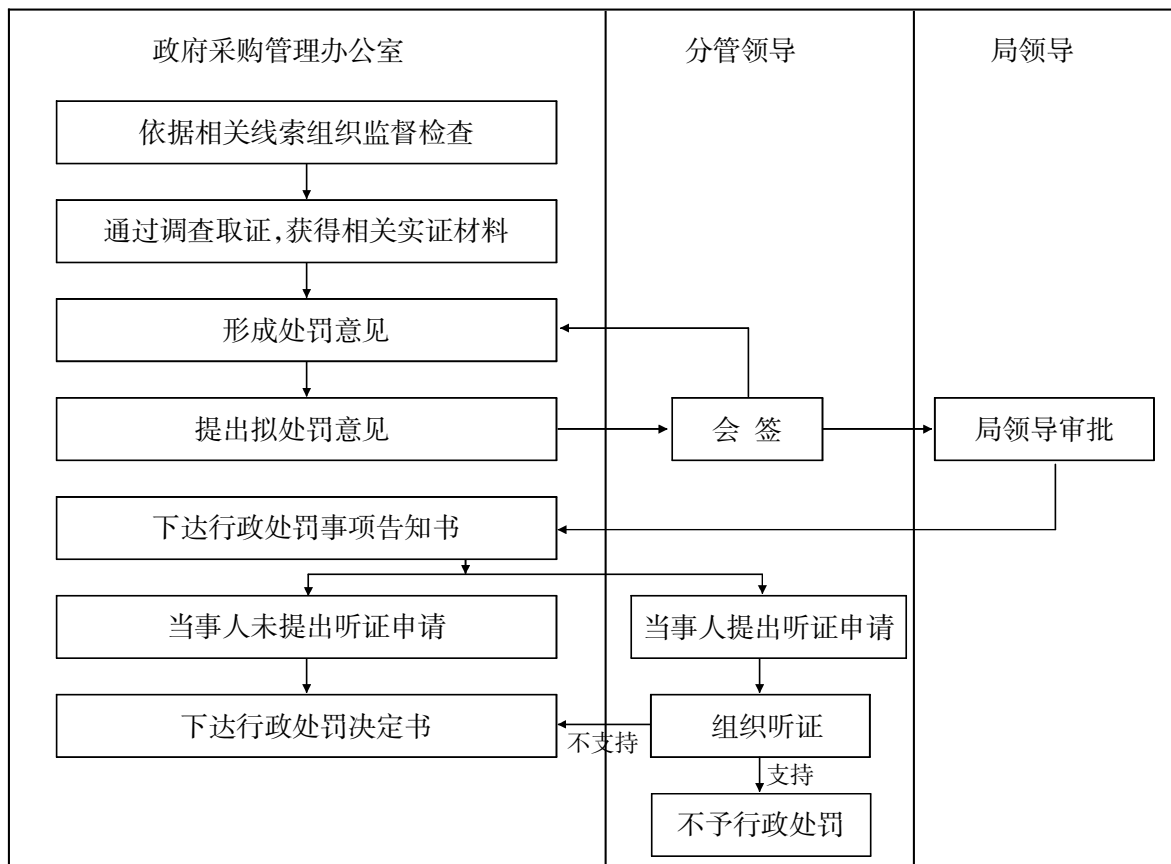 政府采购管理办公室
分管领导
局领导
依据相关线索组织监督检查
通过调查取证,获得相关实证材料
形成处罚意见
提出拟处罚意见
会 签
局领导审批
下达行政处罚事项告知书
当事人未提出听证申请
当事人提出听证申请
下达行政处罚决定书
不支持
组织听证
支持
不予行政处罚